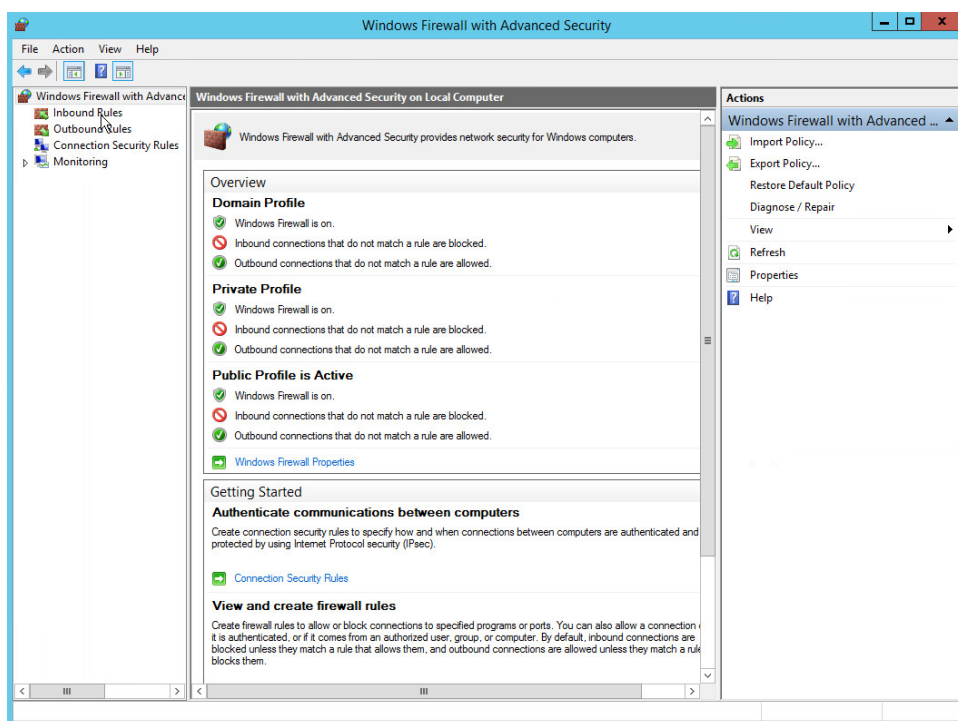 Windows Firewall with Advanced Security
File Action View Help
Windows Firewall with Advance
Inbound Rules
Outbound Rules
Connection Security Rules
Monitoring
Windows Firewall with Advanced Security on Local Computer
Windows Firewall with Advanced Security provides network security for Windows computers.
Overview
Domain Profile
Windows Firewall is on.
Inbound connections that do not match a rule are blocked.
Outbound connections that do not match a rule are allowed.
Private Profile
Windows Firewall is on.
Inbound connections that do not match a rule are blocked.
Outbound connections that do not match a rule are allowed.
Public Profile is Active
Windows Firewall is on.
Inbound connections that do not match a rule are blocked.
Outbound connections that do not match a rule are allowed.
Windows Firewall Properties
Getting Started
Authenticate communications between computers
Create connection security rules to specify how and when connections between computers are authenticated and
protected by using Internet Protocol security (IPsec).
Connection Security Rules
View and create firewall rules
Create firewall rules to allow or block connections to specified programs or ports. You can also allow a connection
it is authenticated, or if it comes from an authorized user, group, or computer. By default, inbound connections are
blocked unless they match a rule that allows them, and outbound connections are allowed unless they match a rule
blocks them.
Actions
Windows Firewall with Advanced ...
Import Policy...
Export Policy...
Restore Default Policy
Diagnose / Repair
View
Refresh
Properties
Help